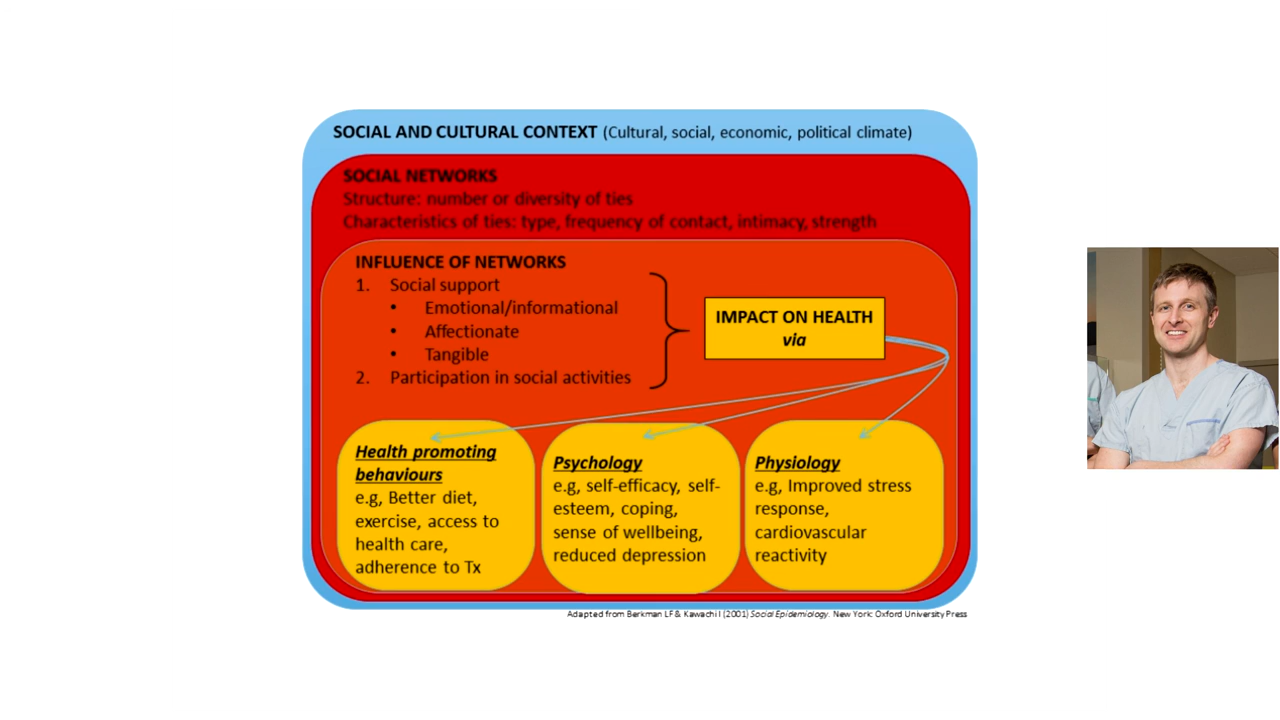 SOCIAL AND CULTURAL CONTEXT (Cultural, social, economic, political climate)
SOCIAL NETWORKS
Structure: number or diversity of ties
Characteristics of ties: type, frequency of contact, intimacy, strength
INFLUENCE OF NETWORKS
1. Social support
• Emotional/informational
• Affectionate
• Tangible
2. Participation in social activities
IMPACT ON HEALTH
via
Health promoting
behaviours
e.g, Better diet,
exercise, access to
health care,
adherence to Tx
Psychology
e.g, self-efficacy, self-
esteem, coping,
sense of wellbeing,
reduced depression
Physiology
e.g, Improved stress
response,
cardiovascular
reactivity
Adapted from Berkman LF & Kawachi I (2001) Social Epidemiology. New York: Oxford University Press